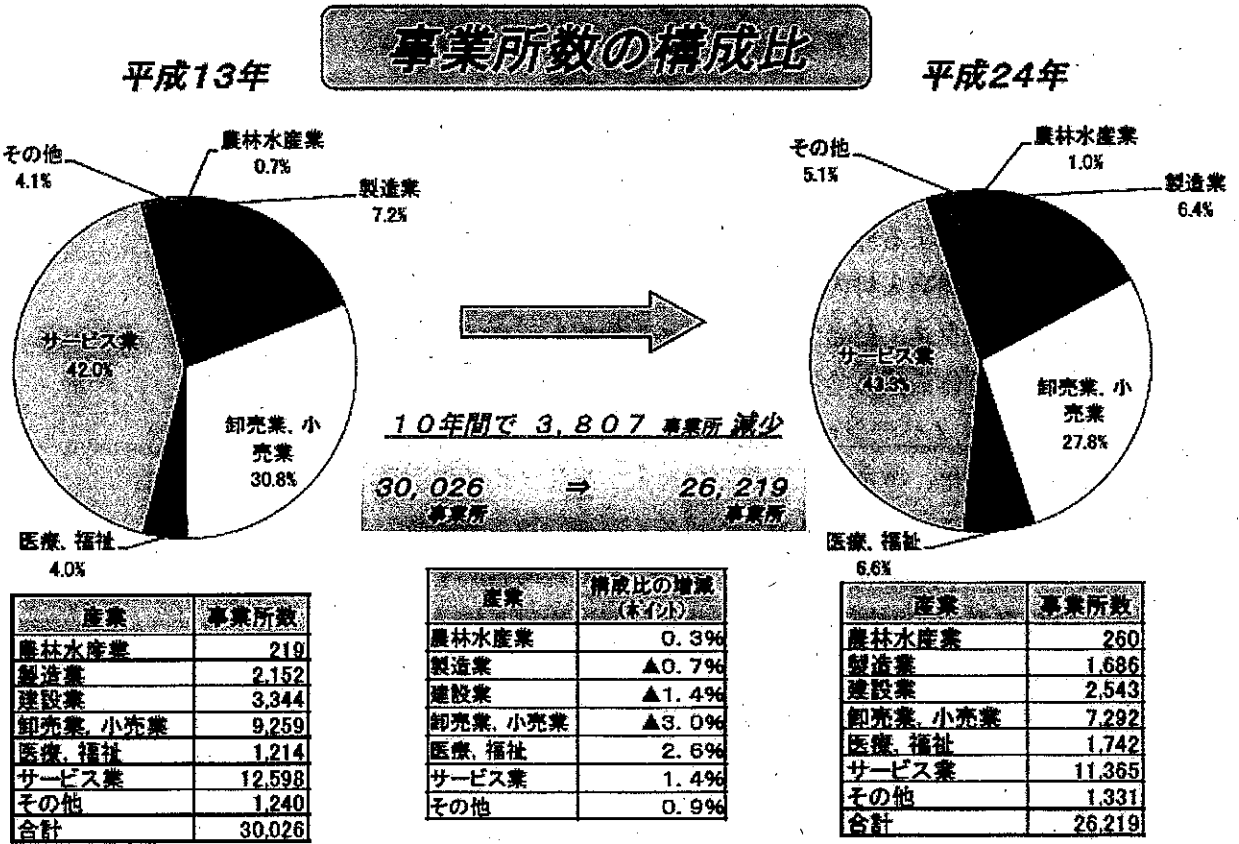 事業所数の構成比
平成13年
平成24年
その他
4.1%
農林水産業
0.7%
製造業
7.2%
サービス業
42.0%
卸売業,小
売業
30.8%
医療,福祉
4.0%
その他
5.1%
農林水産業
1.0%
製造業
6.4%
サービス業
43.3%
卸売業,小
売業
27.8%
医療,福祉
6.6%
10年間で 3,807 事業所 減少
30,026 ⇒ 26,219
事業所 事業所
産業 事業所数
農林水産業 219
製造業 2,152
建設業 3,344
卸売業,小売業 9,259
医療,福祉 1,214
サービス業 12,598
その他 1,240
合計 30,026
産業 構成比の増減
(ポイント)
農林水産業 0.3%
製造業 ▲0.7%
建設業 ▲1.4%
卸売業,小売業 ▲3.0%
医療,福祉 2.6%
サービス業 1.4%
その他 0.9%
産業 事業所数
農林水産業 260
製造業 1,686
建設業 2,543
卸売業,小売業 7,292
医療,福祉 1,742
サービス業 11,365
その他 1,331
合計 26,219